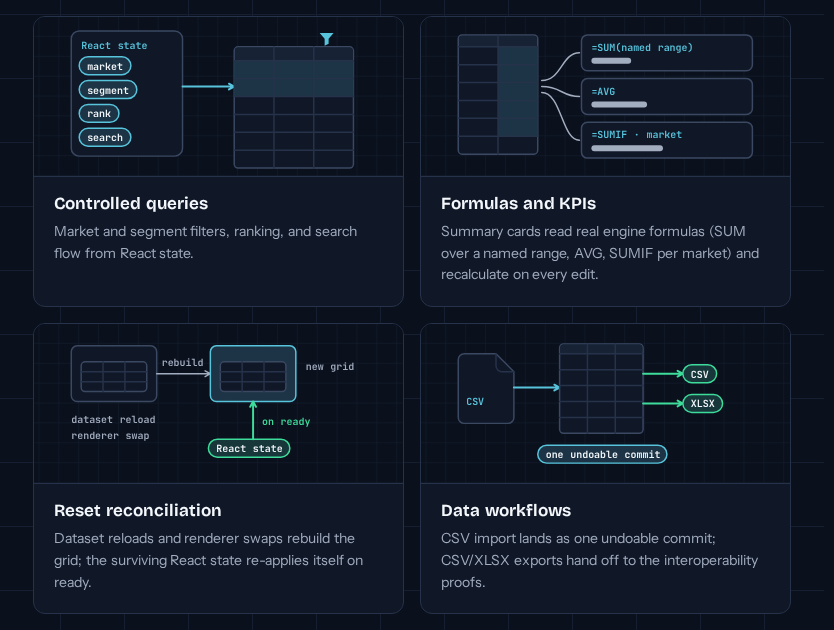 React state
market
segment
rank
search
Controlled queries
Market and segment filters, ranking, and search
flow from React state.
=SUM(named range)
=AVG
=SUMIF · market
Formulas and KPIs
Summary cards read real engine formulas (SUM
over a named range, AVG, SUMIF per market) and
recalculate on every edit.
rebuild
new grid
dataset reload
renderer swap
on ready
React state
Reset reconciliation
Dataset reloads and renderer swaps rebuild the
grid; the surviving React state re-applies itself on
ready.
CSV
CSV
XLSX
one undoable commit
Data workflows
CSV import lands as one undoable commit;
CSV/XLSX exports hand off to the interoperability
proofs.